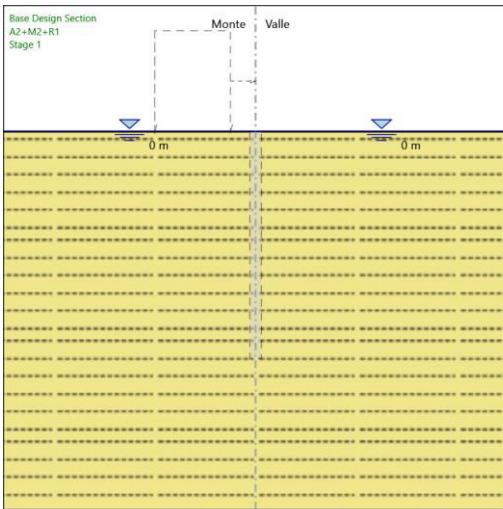 Base Design Section
A2+M2+R1
Stage 1
Monte Valle
0 m 0 m